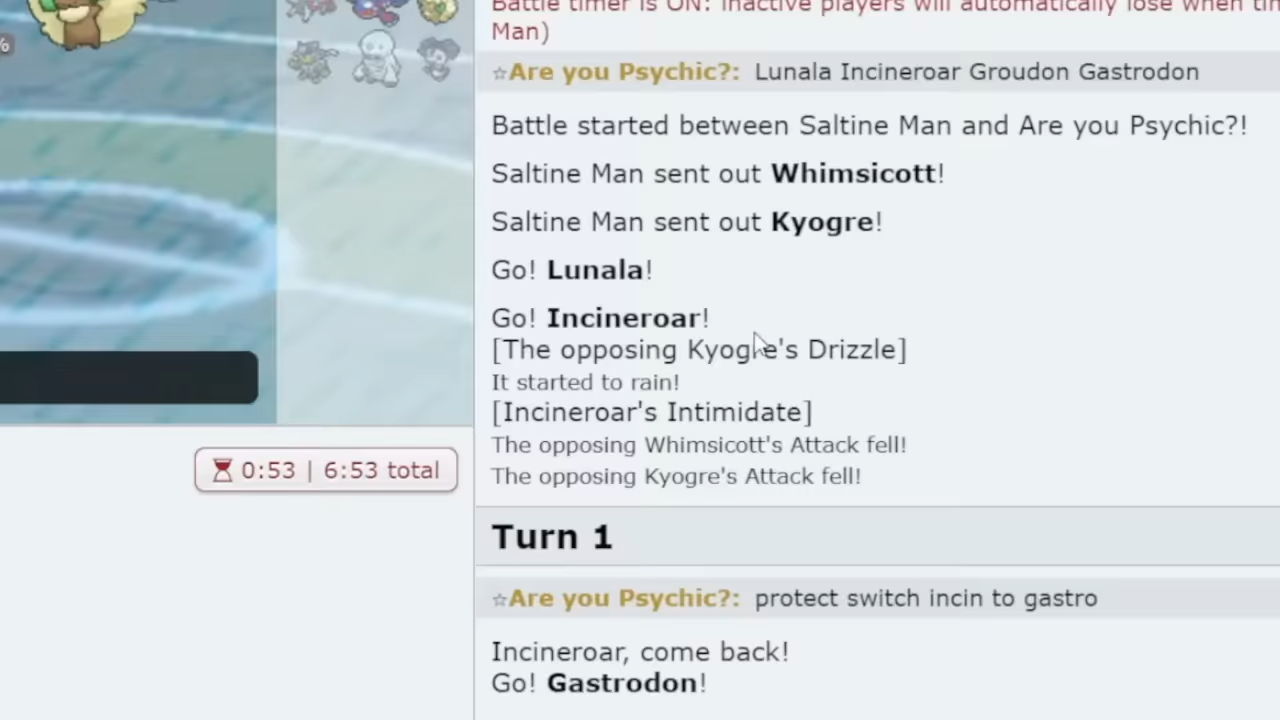 Battle timer is ON: inactive players will automatically lose when
Man)
☆Are you Psychic?: Lunala Incineroar Groudon Gastrodon
Battle started between Saltine Man and Are you Psychic?!
Saltine Man sent out Whimsicott!
Saltine Man sent out Kyogre!
Go! Lunala!
Go! Incineroar!
[The opposing Kyogre's Drizzle]
It started to rain!
[Incineroar's Intimidate]
The opposing Whimsicott's Attack fell!
The opposing Kyogre's Attack fell!
0:53 | 6:53 total
Turn 1
☆Are you Psychic?: protect switch incin to gastro
Incineroar, come back!
Go! Gastrodon!